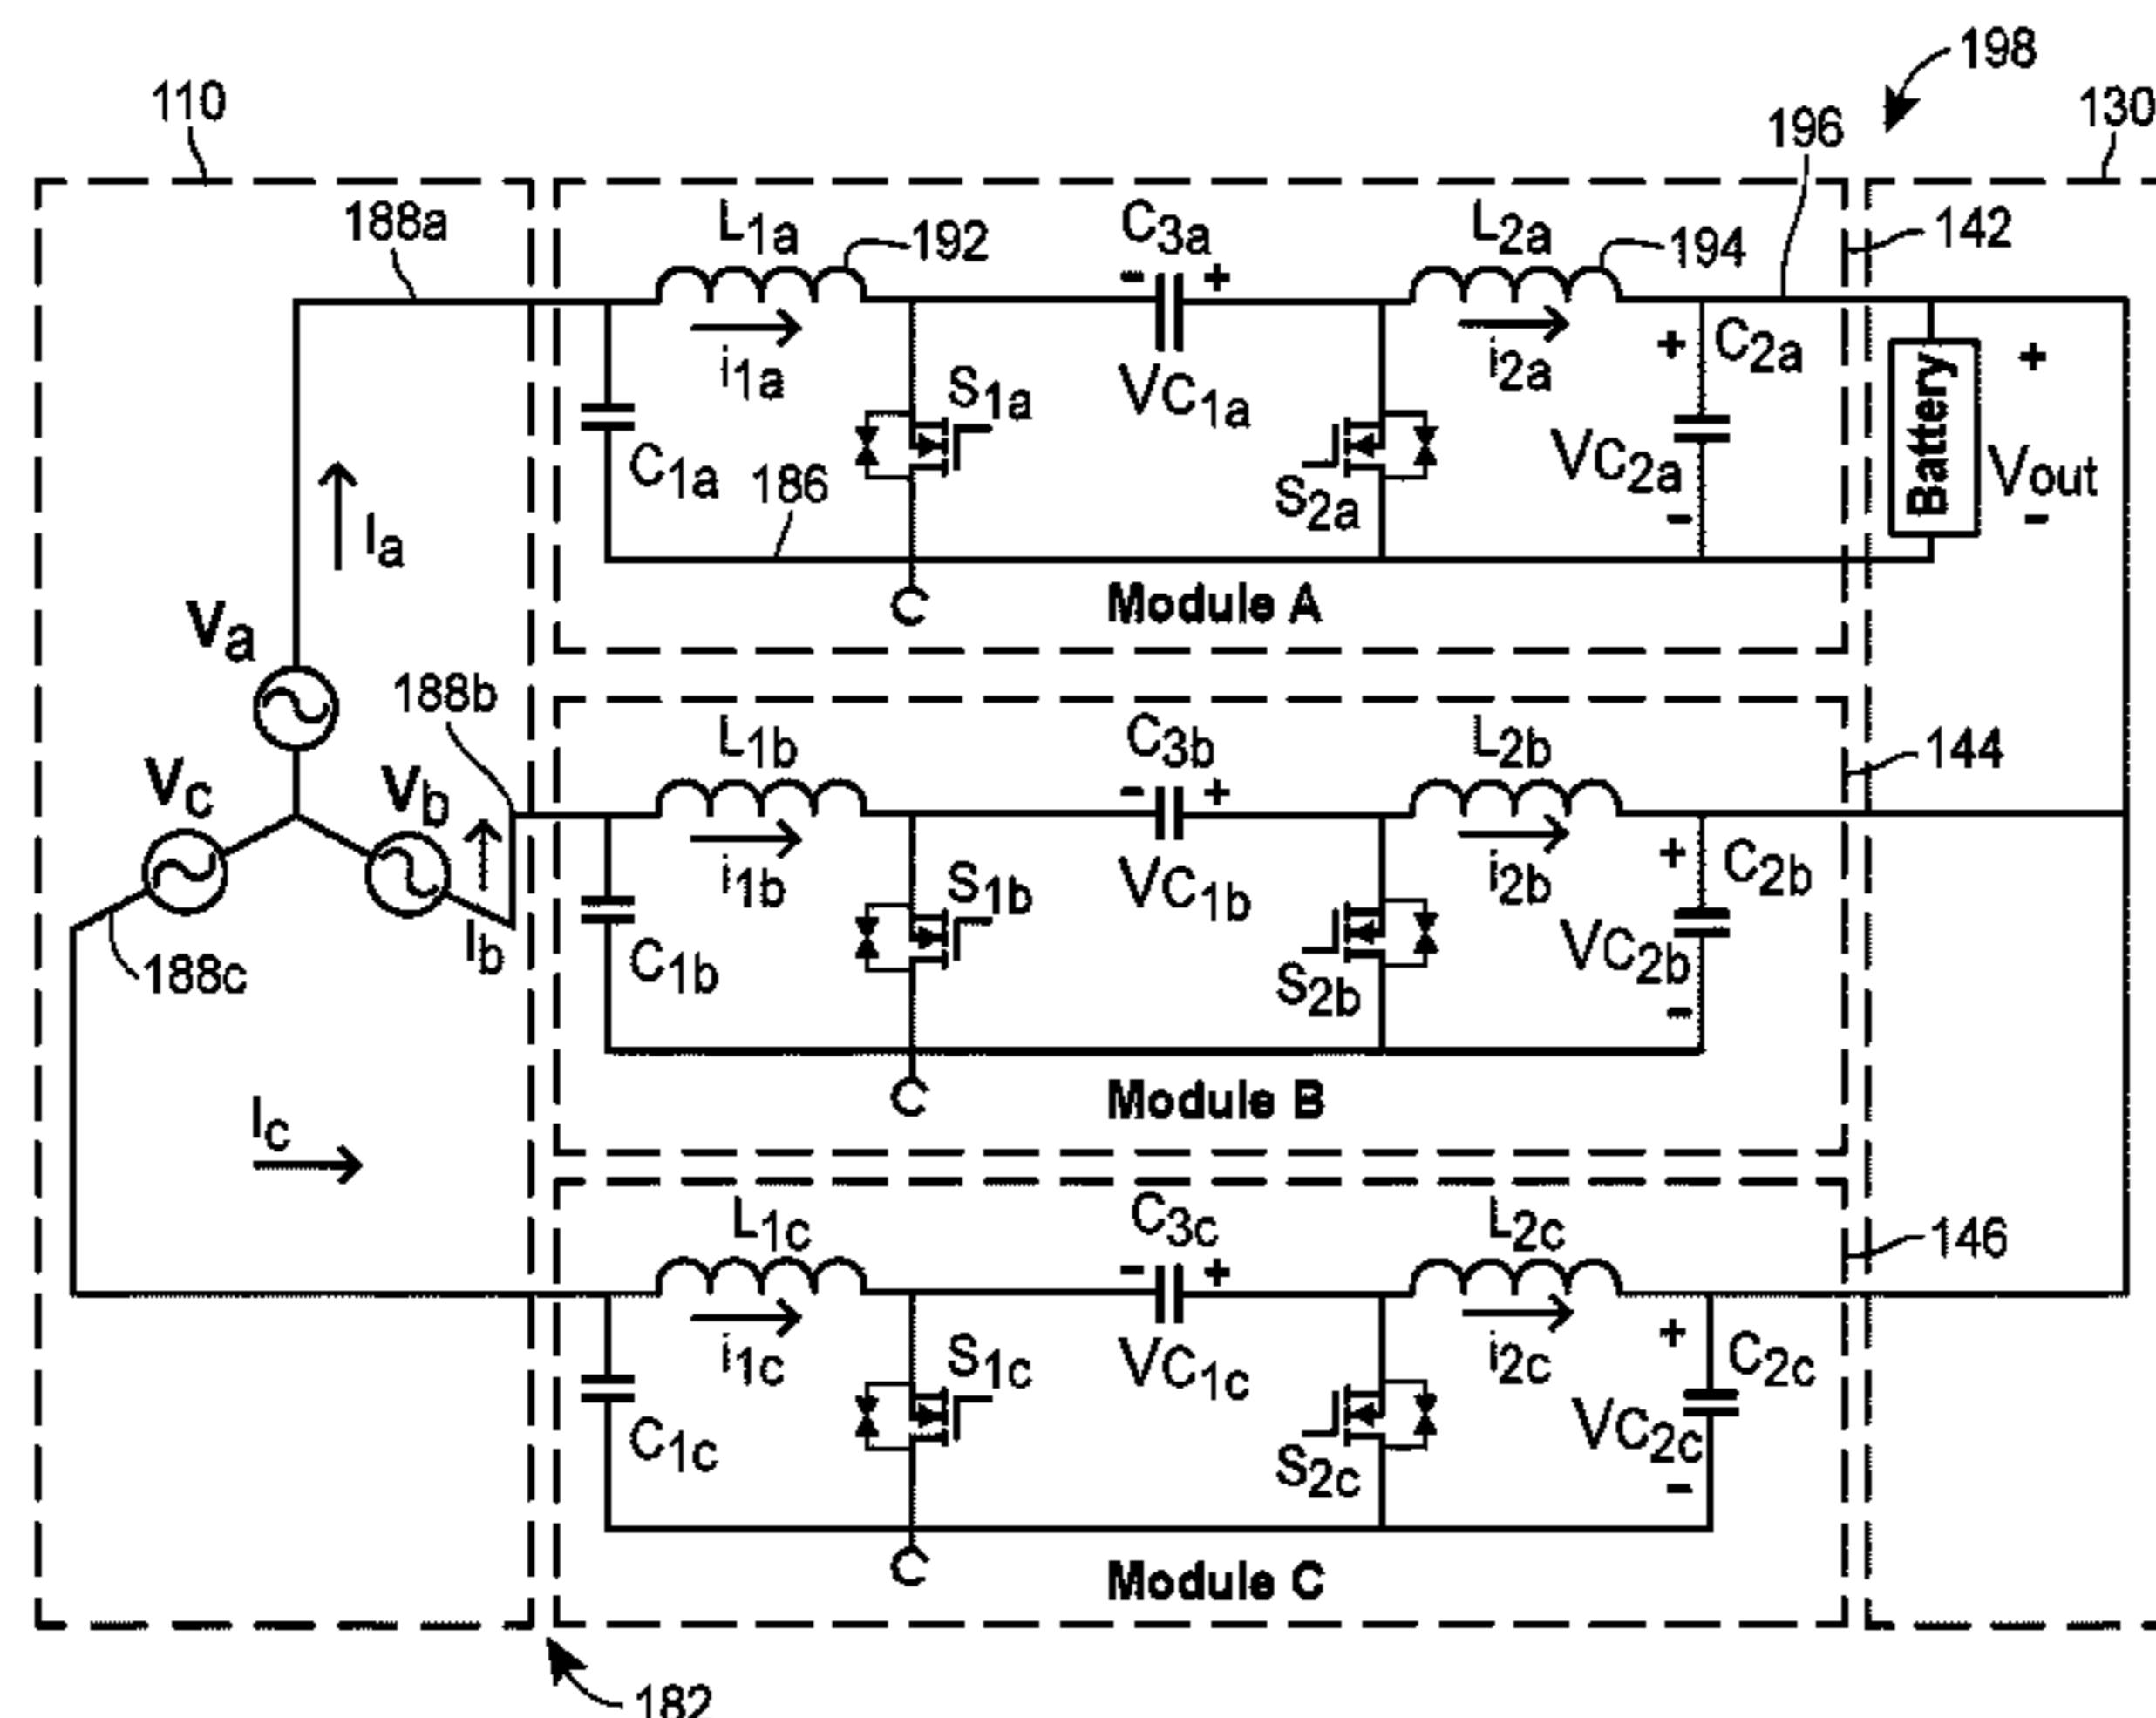 198
110
130
196
188a
L1a
192
C3a
L2a
194
142
- +
i1a
S1a
VC1a
i2a
+
C2a
Battery
+
C1a
186
S2a
VC2a
Vout
-
-
Ia
C
Module A
Va
188b
L1b
C3b
L2b
144
Vc
Vb
- +
i1b
S1b
VC1b
i2b
+
C2b
188c
Ib
C1b
S2b
VC2b
-
C
Module B
Ic
L1c
C3c
L2c
146
- +
i1c
S1c
VC1c
i2c
+
C2c
C1c
S2c
VC2c
-
C
Module C
182